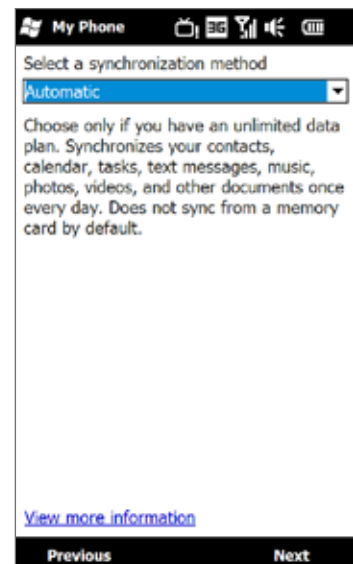 My Phone 3G
Select a synchronization method
Automatic
Choose only if you have an unlimited data
plan. Synchronizes your contacts,
calendar, tasks, text messages, music,
photos, videos, and other documents once
every day. Does not sync from a memory
card by default.
View more information
Previous Next